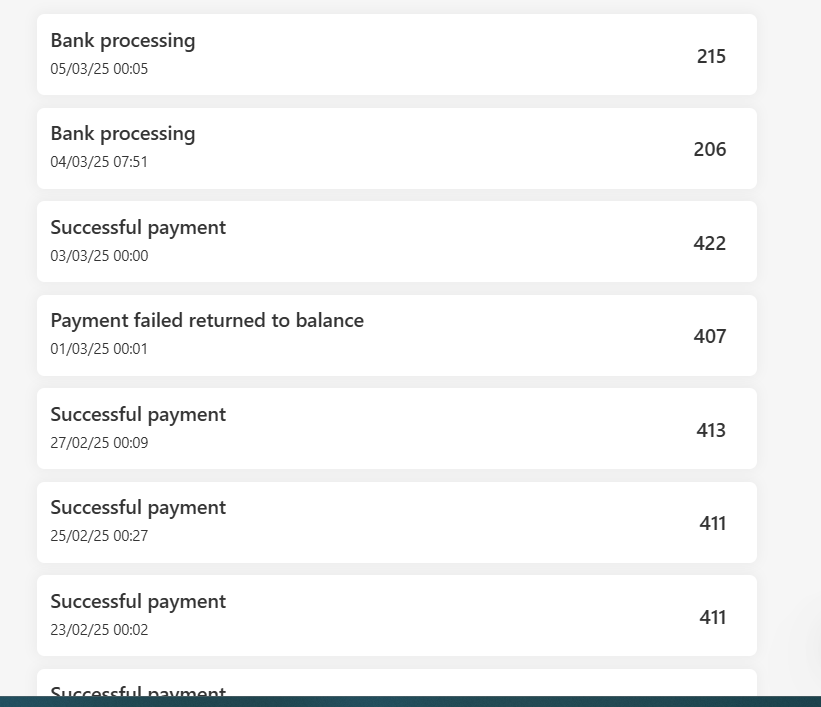 Bank processing
05/03/25 00:05
215
Bank processing
04/03/25 07:51
206
Successful payment
03/03/25 00:00
422
Payment failed returned to balance
01/03/25 00:01
407
Successful payment
27/02/25 00:09
413
Successful payment
25/02/25 00:27
411
Successful payment
23/02/25 00:02
411
Successful payment